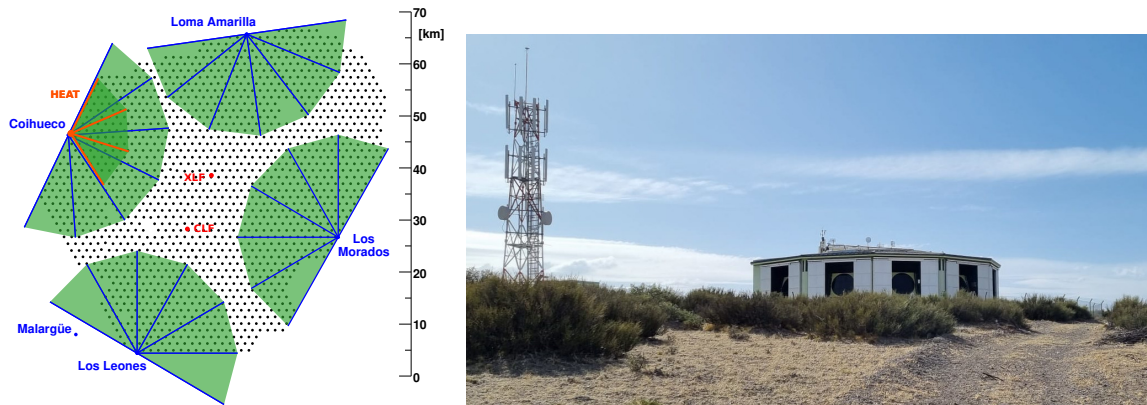 Loma Amarilla
70
[km]
60
HEAT
50
Coihueco
40
XLF
30
CLF
Los
Morados
20
10
Malargüe
Los Leones
0